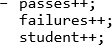 - passes++;
failures++;
student++;